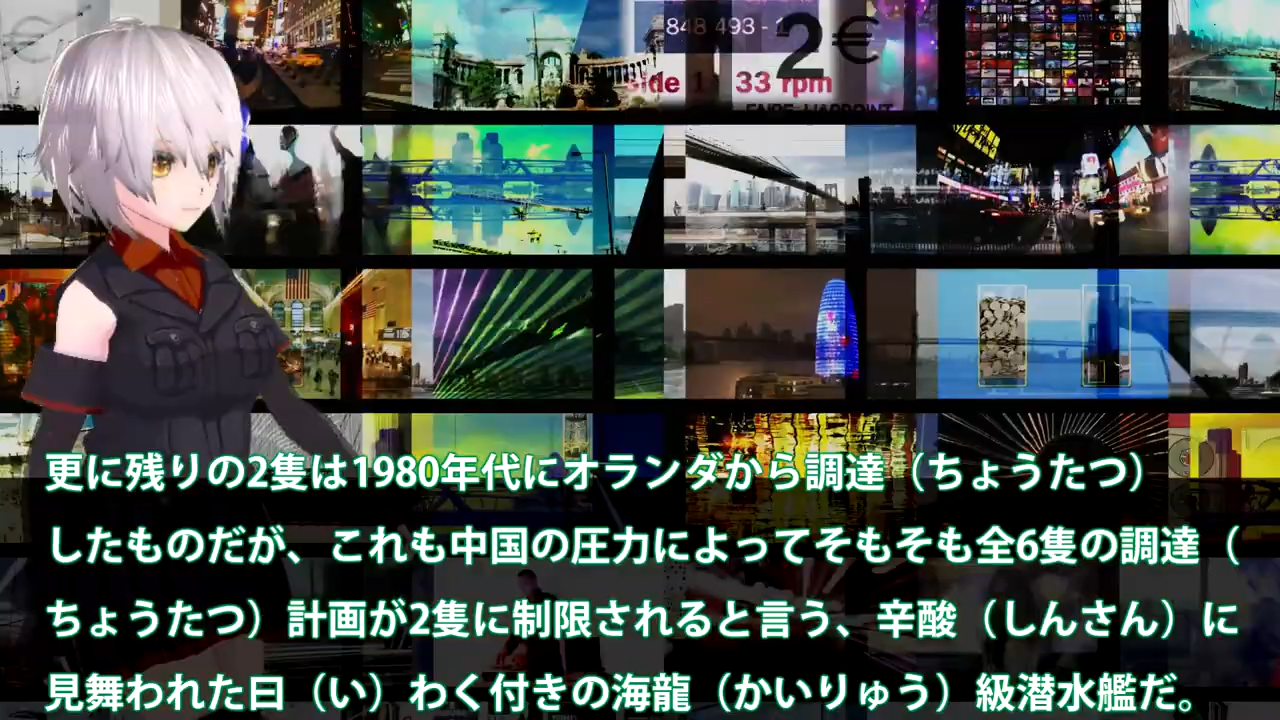 848 493 - 1
2€
side 1 33 rpm
更に残りの2隻は1980年代にオランダから調達（ちょうたつ）
したものだが、これも中国の圧力によってそもそも全6隻の調達（
ちょうたつ）計画が2隻に制限されると言う、辛酸（しんさん）に
見舞われた曰（い）わく付きの海龍（かいりゅう）級潜水艦だ。